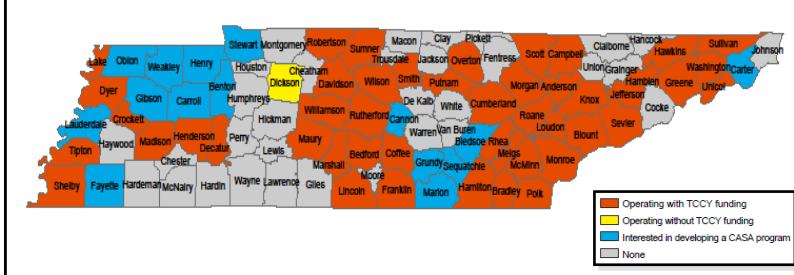 Stewart Montgomery Robertson Sumner Macon Clay Pickett
Lake Obion Weakley Henry Houston Cheatham Trousdale Jackson Overton Fentress Scott Campbell Claiborne Hancock Hawkins Sullivan Johnson
Dyer Gibson Carroll Benton Humphreys Dickson Davidson Wilson Smith Putnam Morgan Anderson Union Grainger Hamblen Greene Washington Carter Unicoi
Lauderdale Crockett Hickman Williamson Rutherford Cannon De Kalb White Cumberland Roane Knox Jefferson Cocke
Tipton Haywood Madison Henderson Decatur Perry Lewis Maury Bedford Coffee Warren Van Buren Bledsoe Rhea Loudon Blount Sevier
Shelby Fayette Hardeman Chester McNairy Hardin Wayne Lawrence Giles Marshall Moore Lincoln Franklin Grundy Sequatchie Marion Hamilton Meigs McMinn Bradley Polk Monroe
Operating with TCCY funding
Operating without TCCY funding
Interested in developing a CASA program
None